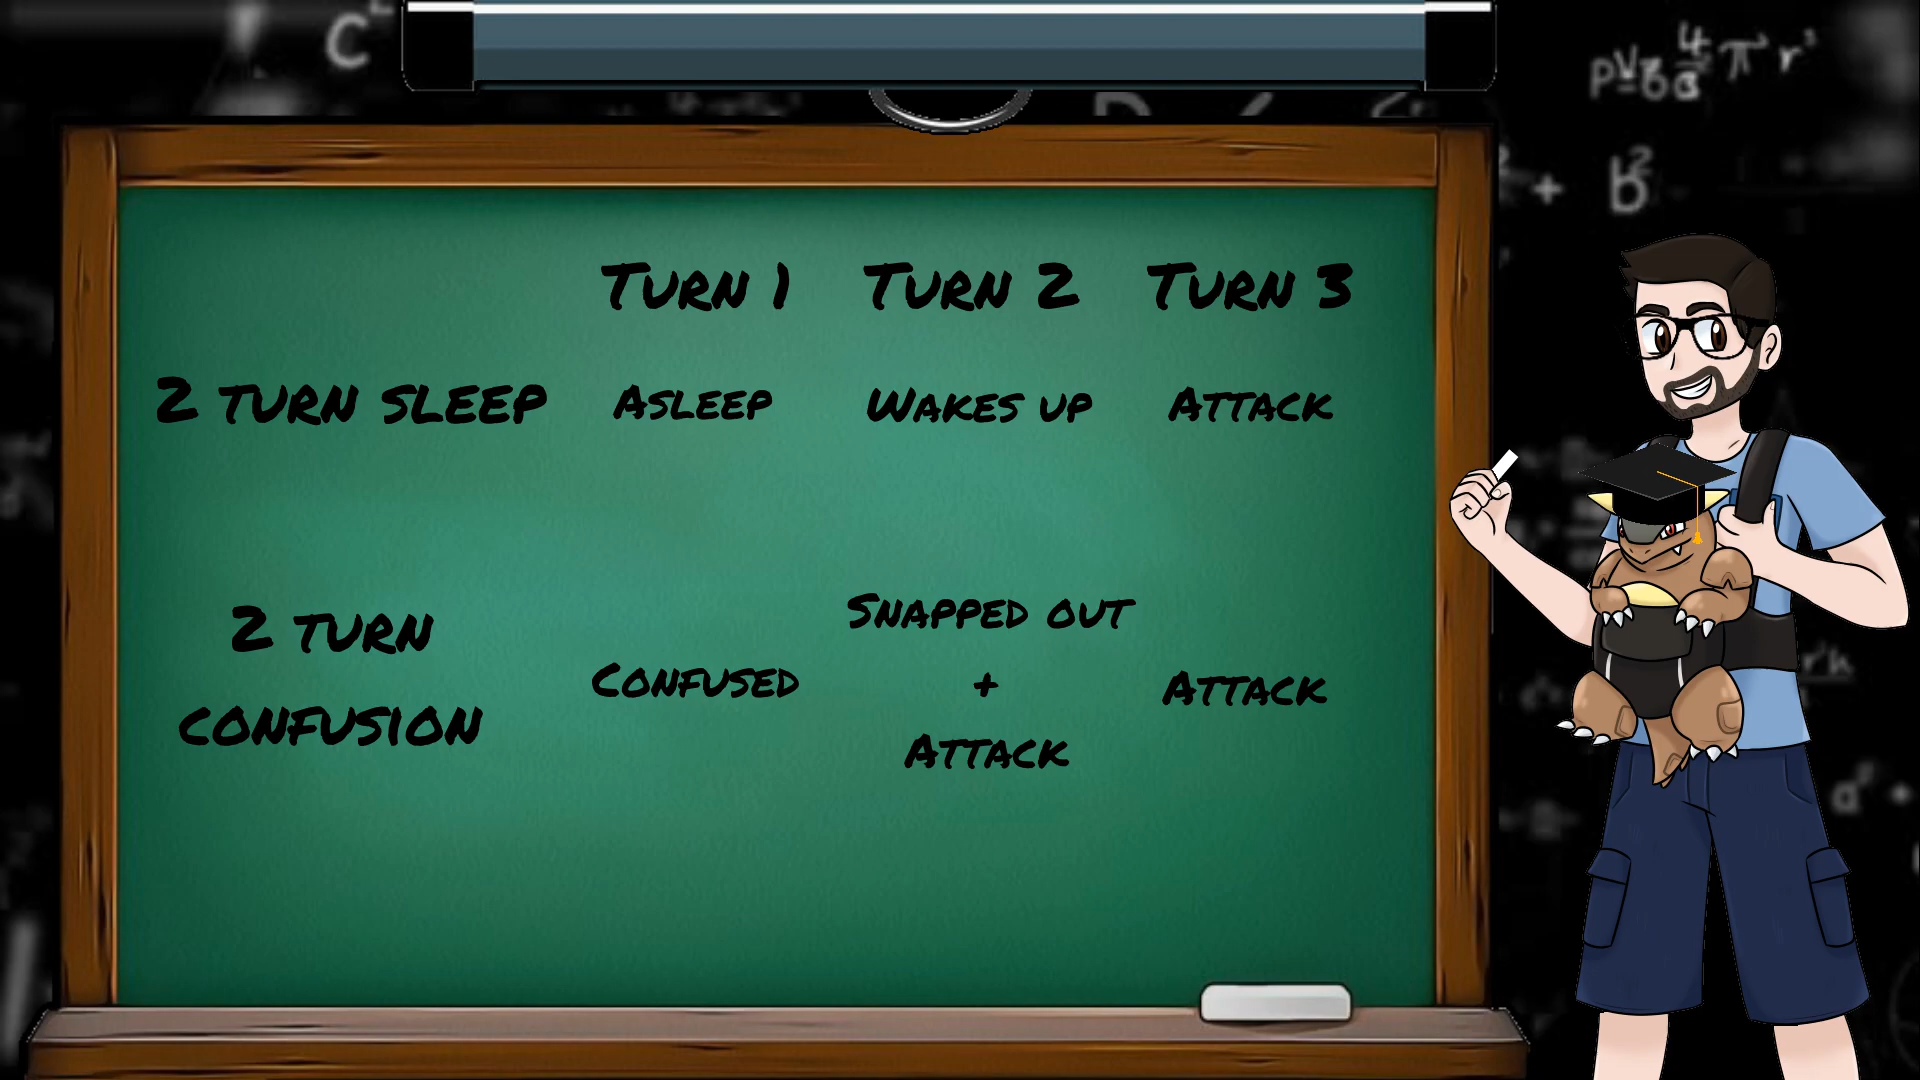 Turn 1 Turn 2 Turn 3
2 turn sleep Asleep Wakes up Attack
2 turn confusion Confused Snapped out + Attack Attack
b²